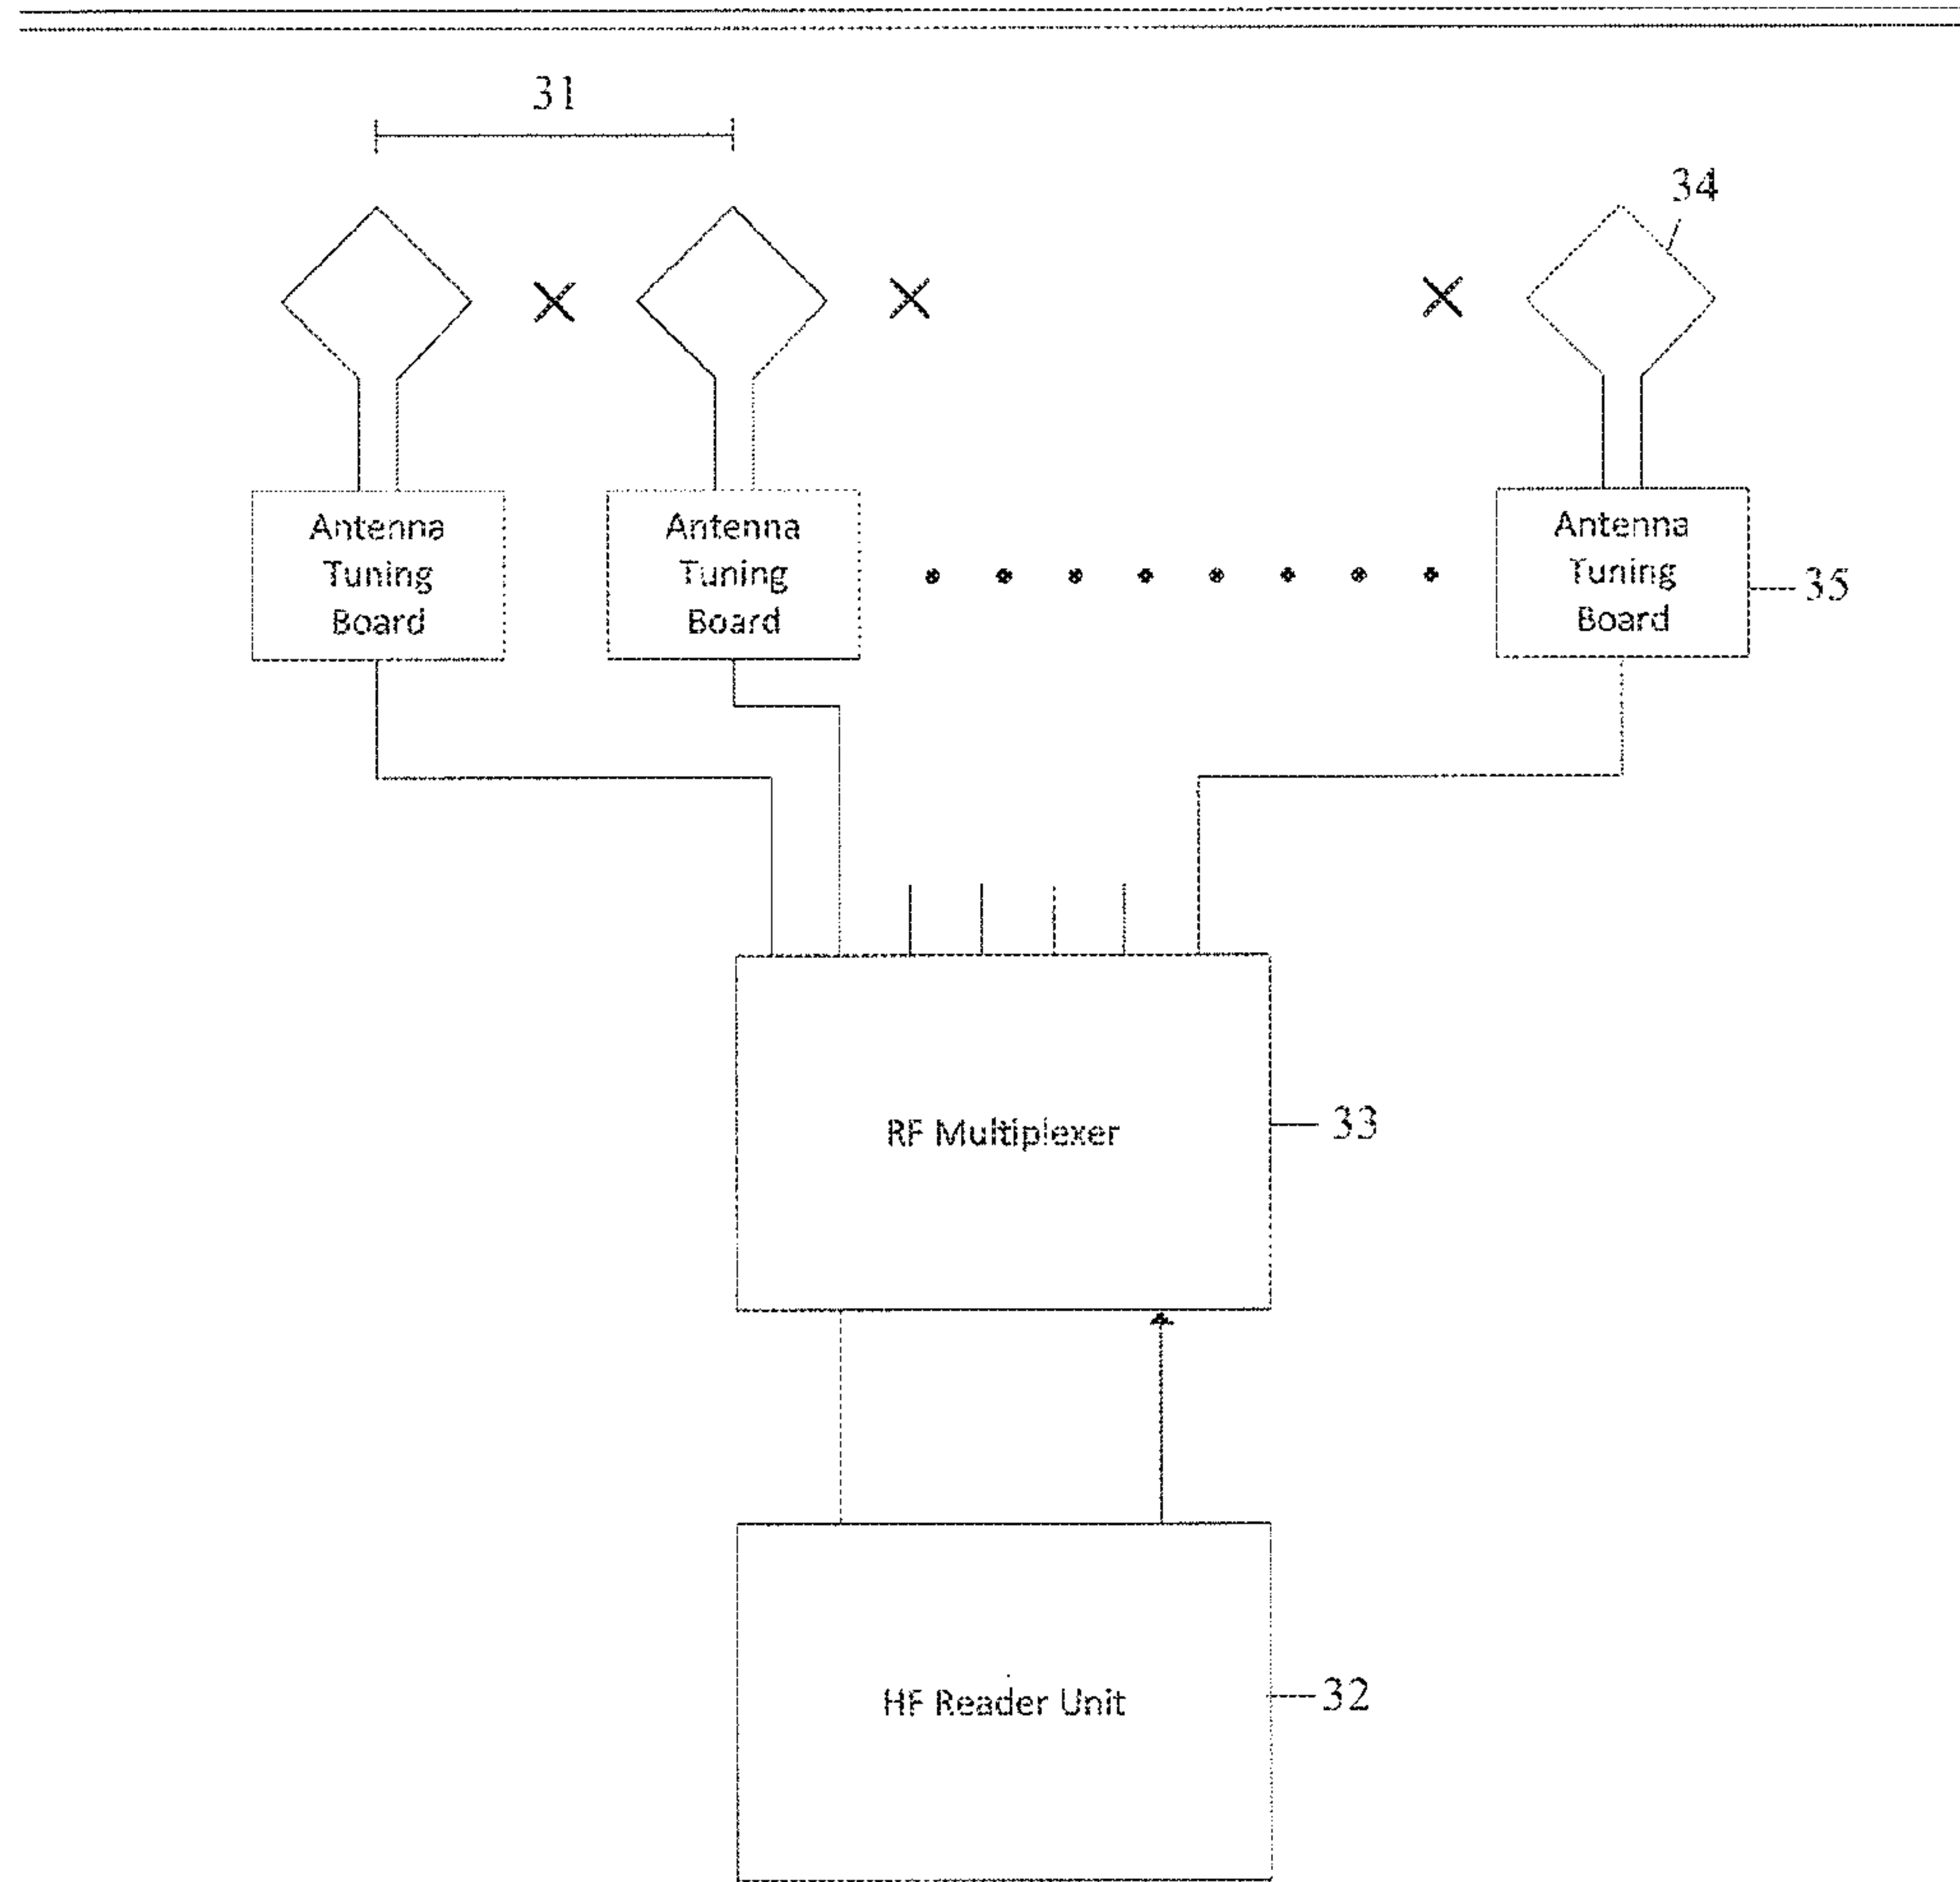 31
34
Antenna
Tuning
Board
Antenna
Tuning
Board
Antenna
Tuning
Board
35
RF Multiplexer
33
HF Reader Unit
32